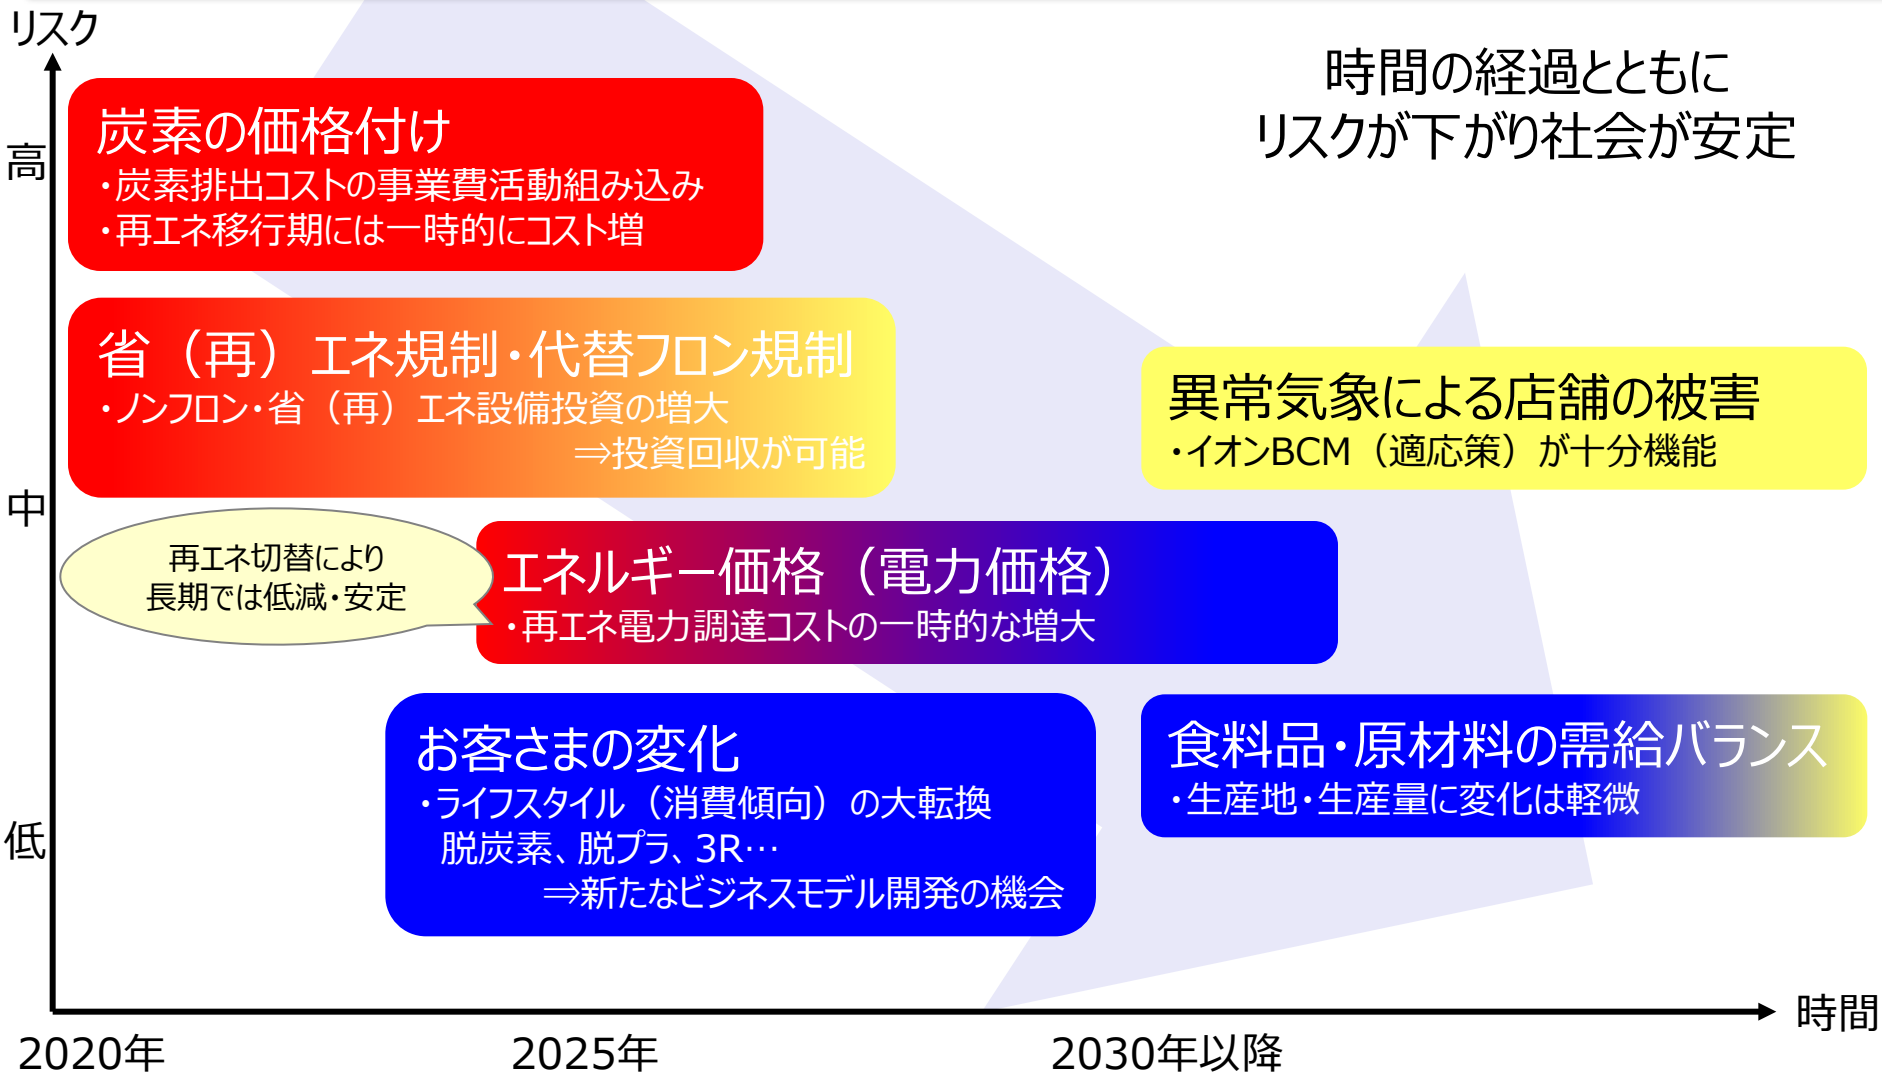 リスク
時間の経過とともに
リスクが下がり社会が安定
高
炭素の価格付け
・炭素排出コストの事業費活動組み込み
・再エネ移行期には一時的にコスト増
省（再）エネ規制・代替フロン規制
・ノンフロン・省（再）エネ設備投資の増大
⇒投資回収が可能
異常気象による店舗の被害
・イオンBCM（適応策）が十分機能
中
再エネ切替により
長期では低減・安定
エネルギー価格（電力価格）
・再エネ電力調達コストの一時的な増大
お客さまの変化
・ライフスタイル（消費傾向）の大転換
脱炭素、脱プラ、3R…
⇒新たなビジネスモデル開発の機会
食料品・原材料の需給バランス
・生産地・生産量に変化は軽微
低
時間
2020年
2025年
2030年以降